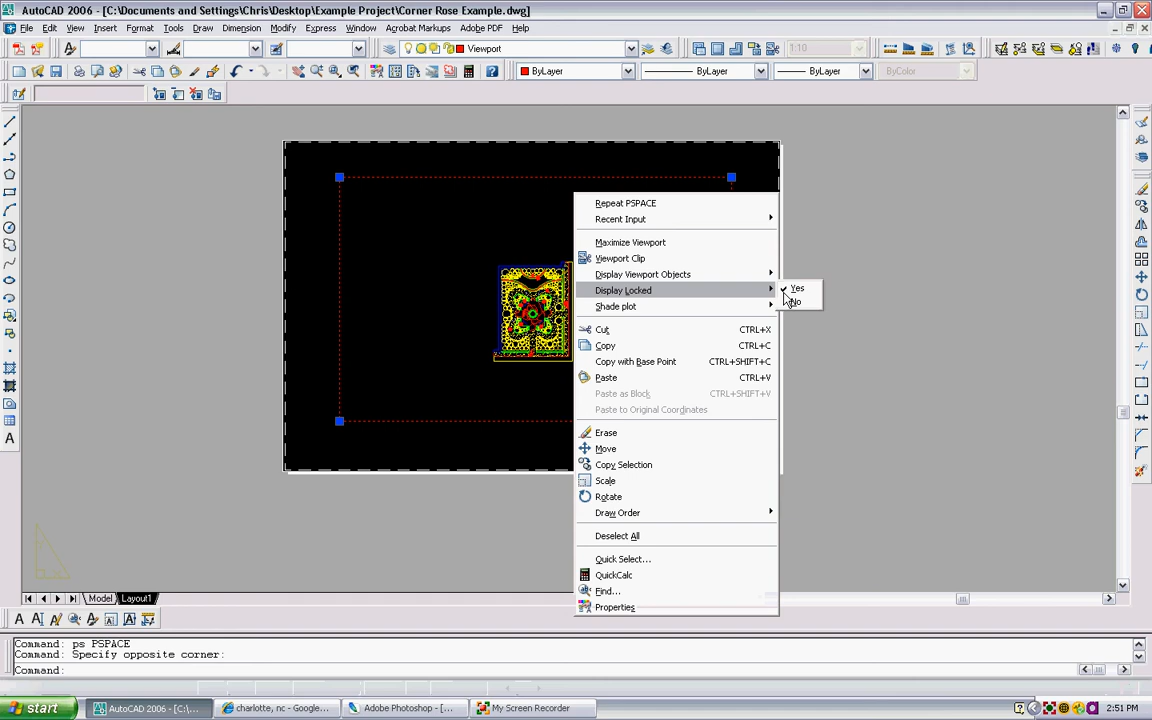 AutoCAD 2006 - [C:\Documents and Settings\Chris\Desktop\Example Project\Corner Rose Example.dwg]
File Edit View Insert Format Tools Draw Dimension Modify Express Window Acrobat Markups Adobe PDF Help
Viewport 1:10
ByLayer ByLayer ByLayer ByColor
Repeat PSPACE
Recent Input
Maximize Viewport
Viewport Clip
Display Viewport Objects
Display Locked Yes
Shade plot No
Cut CTRL+X
Copy CTRL+C
Copy with Base Point CTRL+SHIFT+C
Paste CTRL+V
Paste as Block CTRL+SHIFT+V
Paste to Original Coordinates
Erase
Move
Copy Selection
Scale
Rotate
Draw Order
Deselect All
Quick Select...
QuickCalc
Find...
Properties
Model Layout1
Command: ps PSPACE
Command: Specify opposite corner:
Command:
start AutoCAD 2006 - [C:\... charlotte, nc - Google... Adobe Photoshop - [... My Screen Recorder 2:51 PM